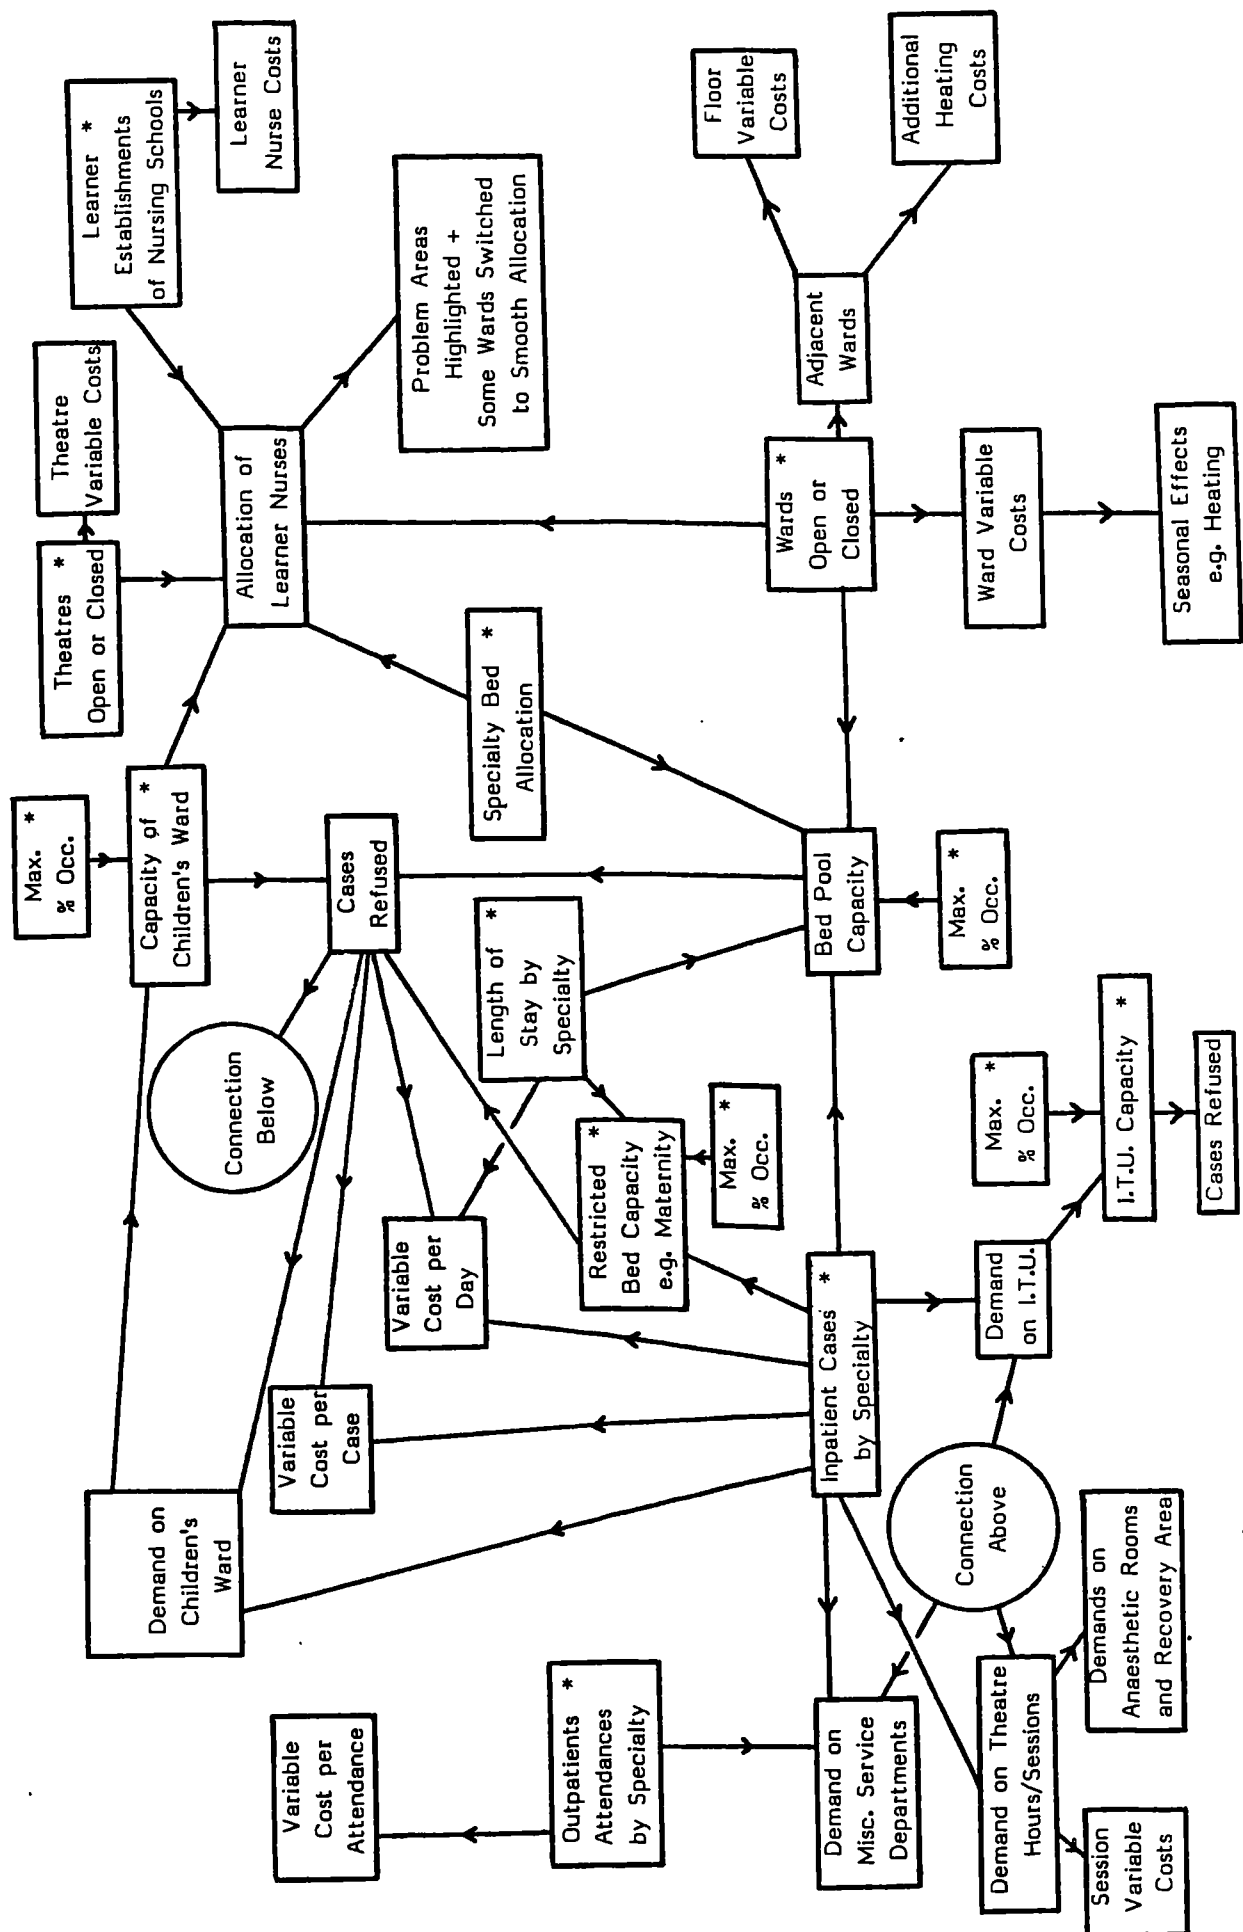 Variable
Cost per
Attendance
Outpatients *
Attendances
by Specialty
Demand on
Misc. Service
Departments
Demand on Theatre
Hours/Sessions
Session
Variable
Costs
Demands on
Anaesthetic Rooms
and Recovery Area
Connection
Above
Demand on
Children's
Ward
Variable
Cost per
Case
Variable
Cost per
Day
Inpatient Cases *
by Specialty
Demand
on I.T.U.
Restricted *
Bed Capacity
e.g. Maternity
Max. *
% Occ.
Max. *
% Occ.
I.T.U. Capacity *
Cases Refused
Connection
Below
Length of *
Stay by
Specialty
Max. *
% Occ.
Capacity of *
Children's Ward
Cases
Refused
Bed Pool
Capacity
Max. *
% Occ.
Specialty Bed *
Allocation
Theatres *
Open or Closed
Theatre
Variable Costs
Allocation of
Learner Nurses
Wards *
Open or
Closed
Ward Variable
Costs
Seasonal Effects
e.g. Heating
Adjacent
Wards
Learner *
Establishments
of Nursing Schools
Learner
Nurse Costs
Problem Areas
Highlighted +
Some Wards Switched
to Smooth Allocation
Floor
Variable
Costs
Additional
Heating
Costs